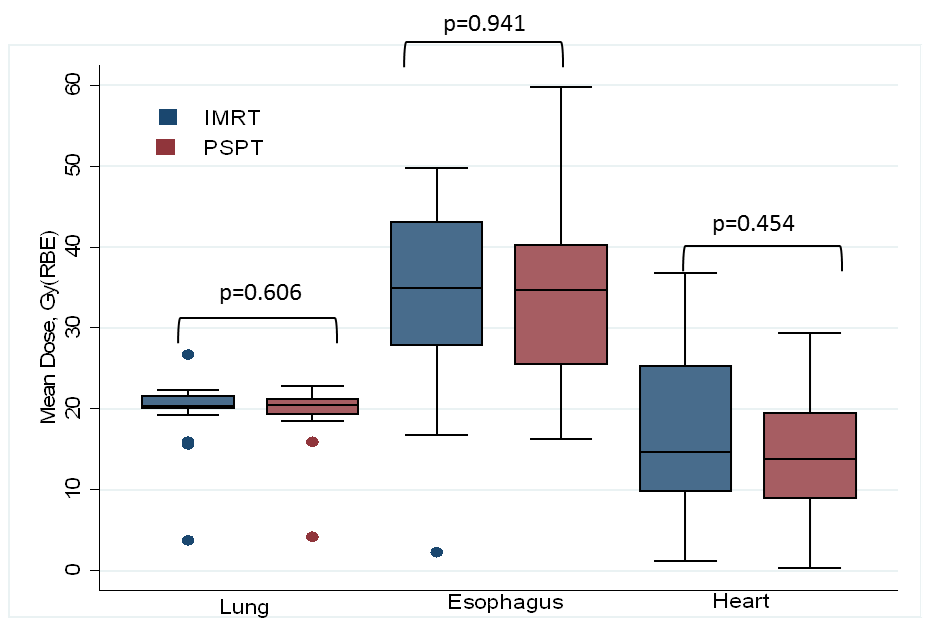 p=0.941
IMRT
PSPT
p=0.454
p=0.606
Mean Dose, Gy(RBE)
60
50
40
30
20
10
0
Lung
Esophagus
Heart